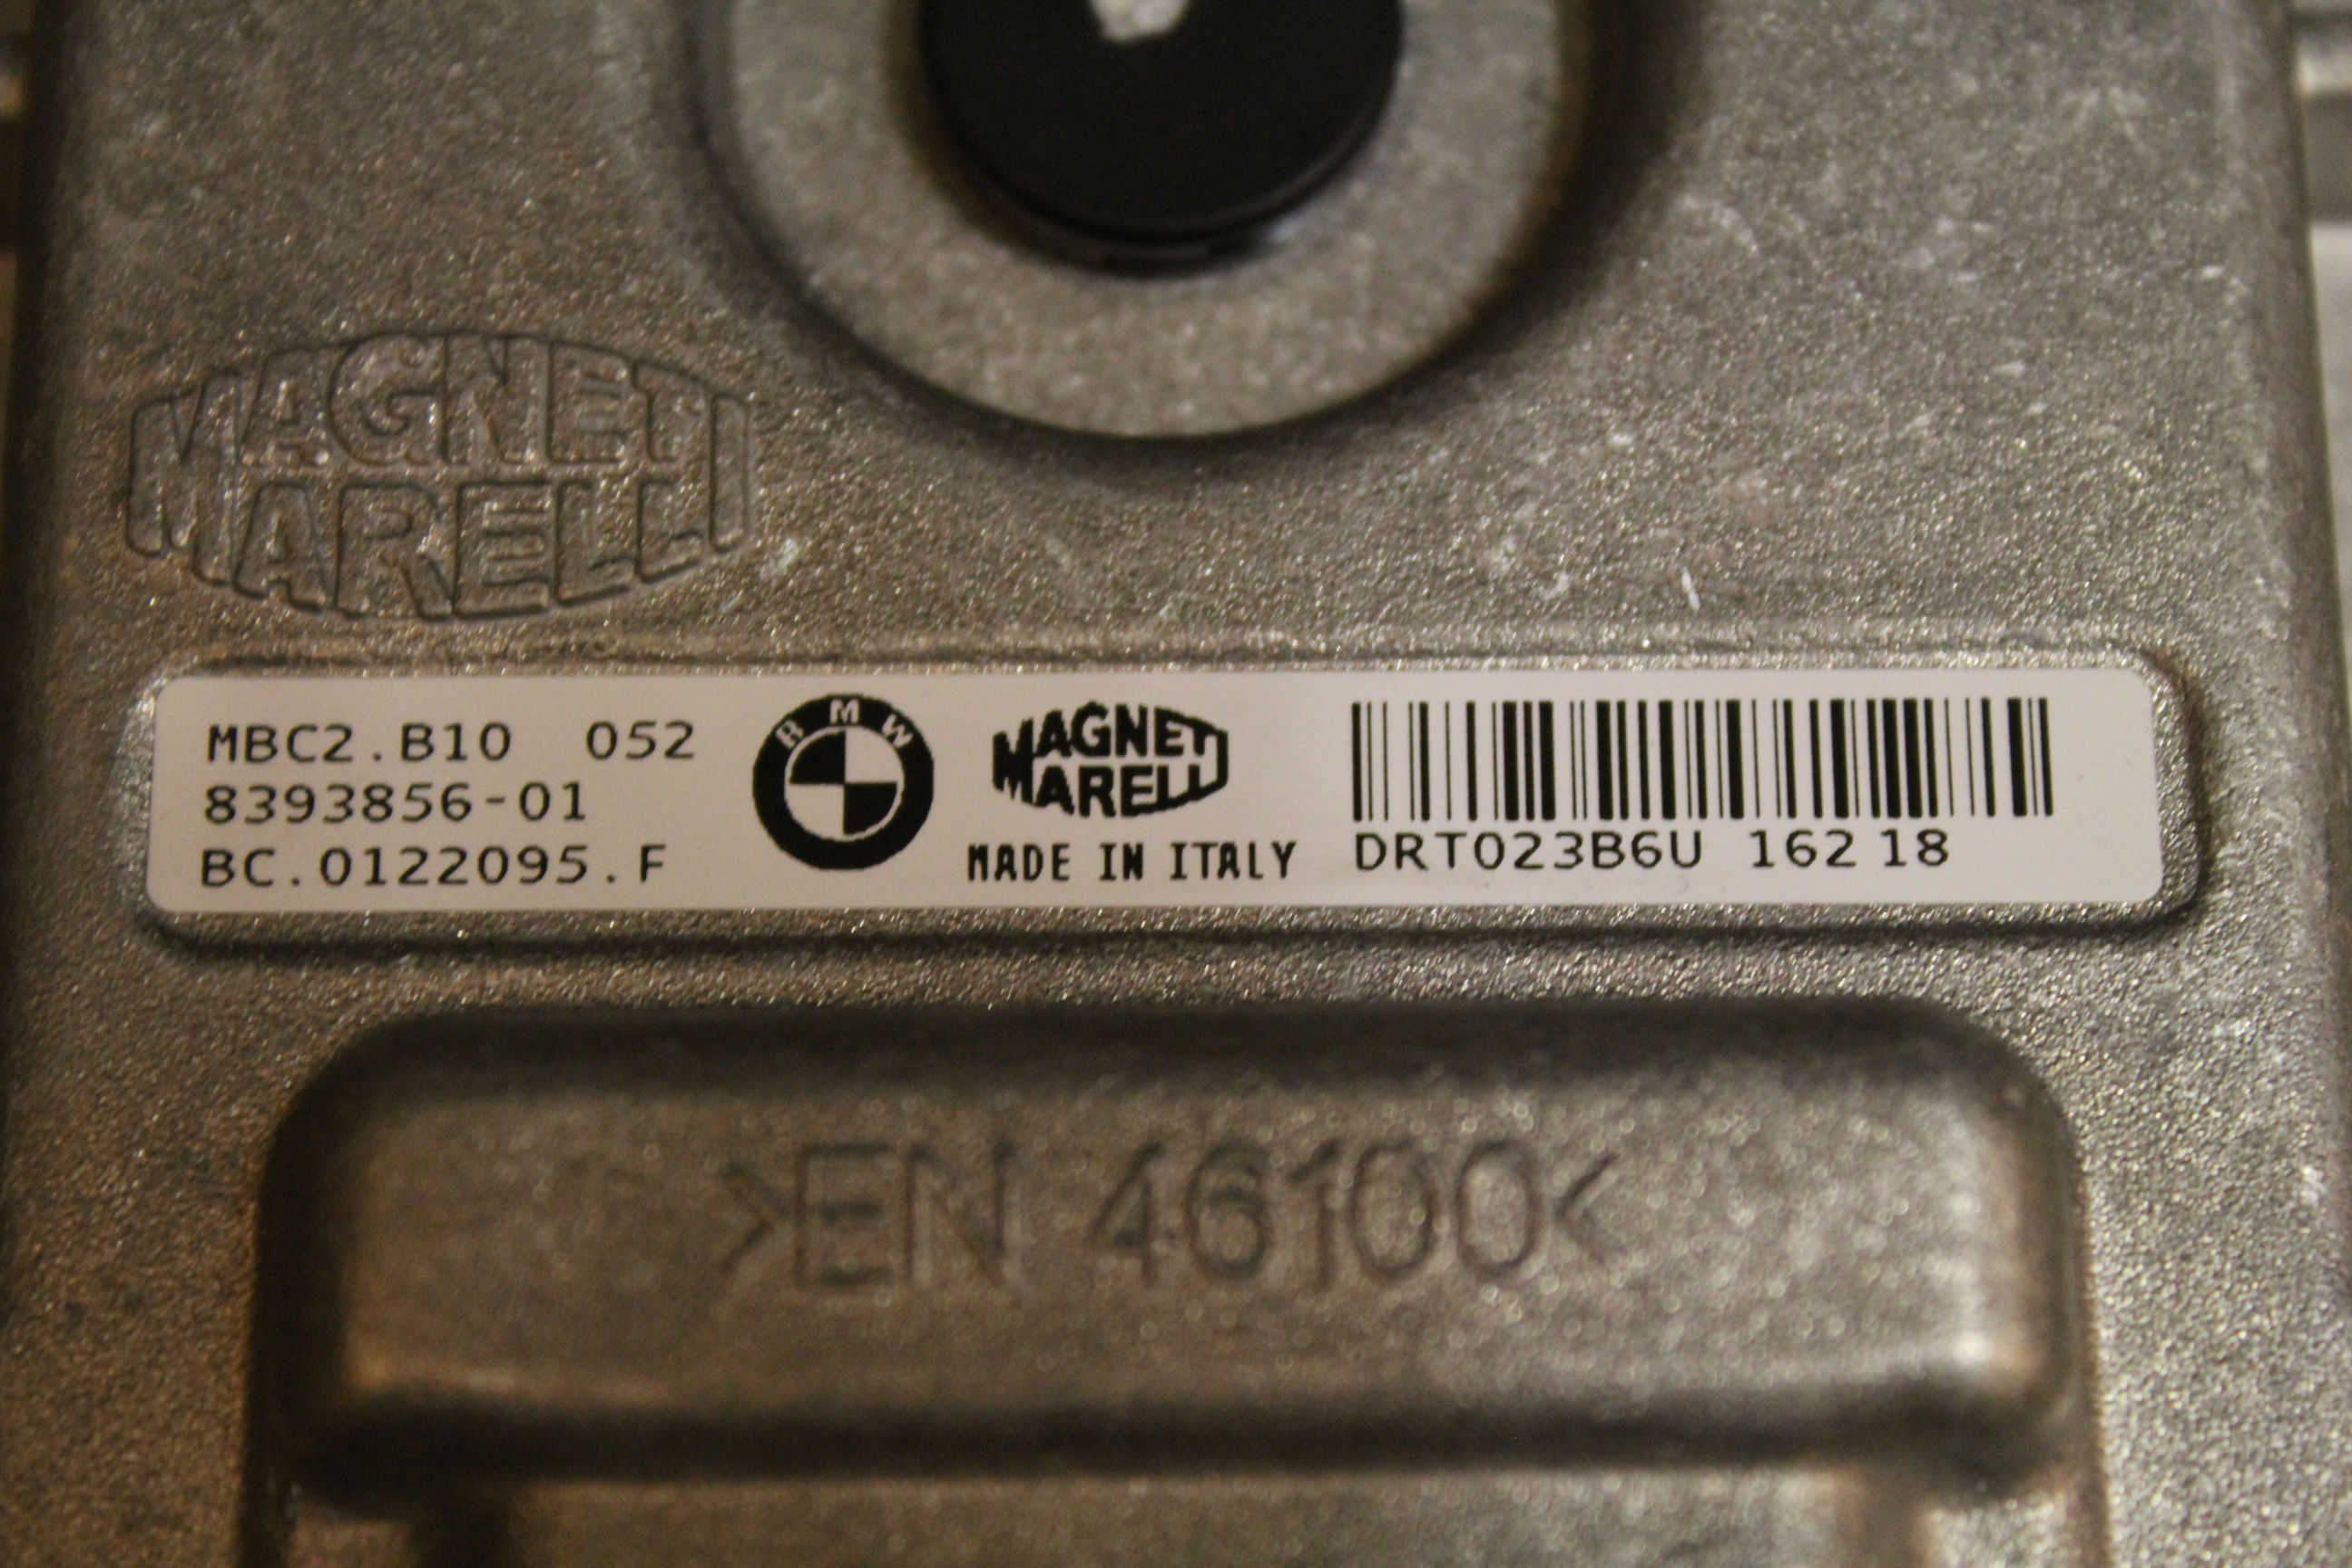 MAGNETI
MARELLI
MBC2.B10 052
8393856-01
BC.0122095.F
BMW
MAGNETI
MARELLI
MADE IN ITALY
DRT023B6U 162 18
>EN 46100<